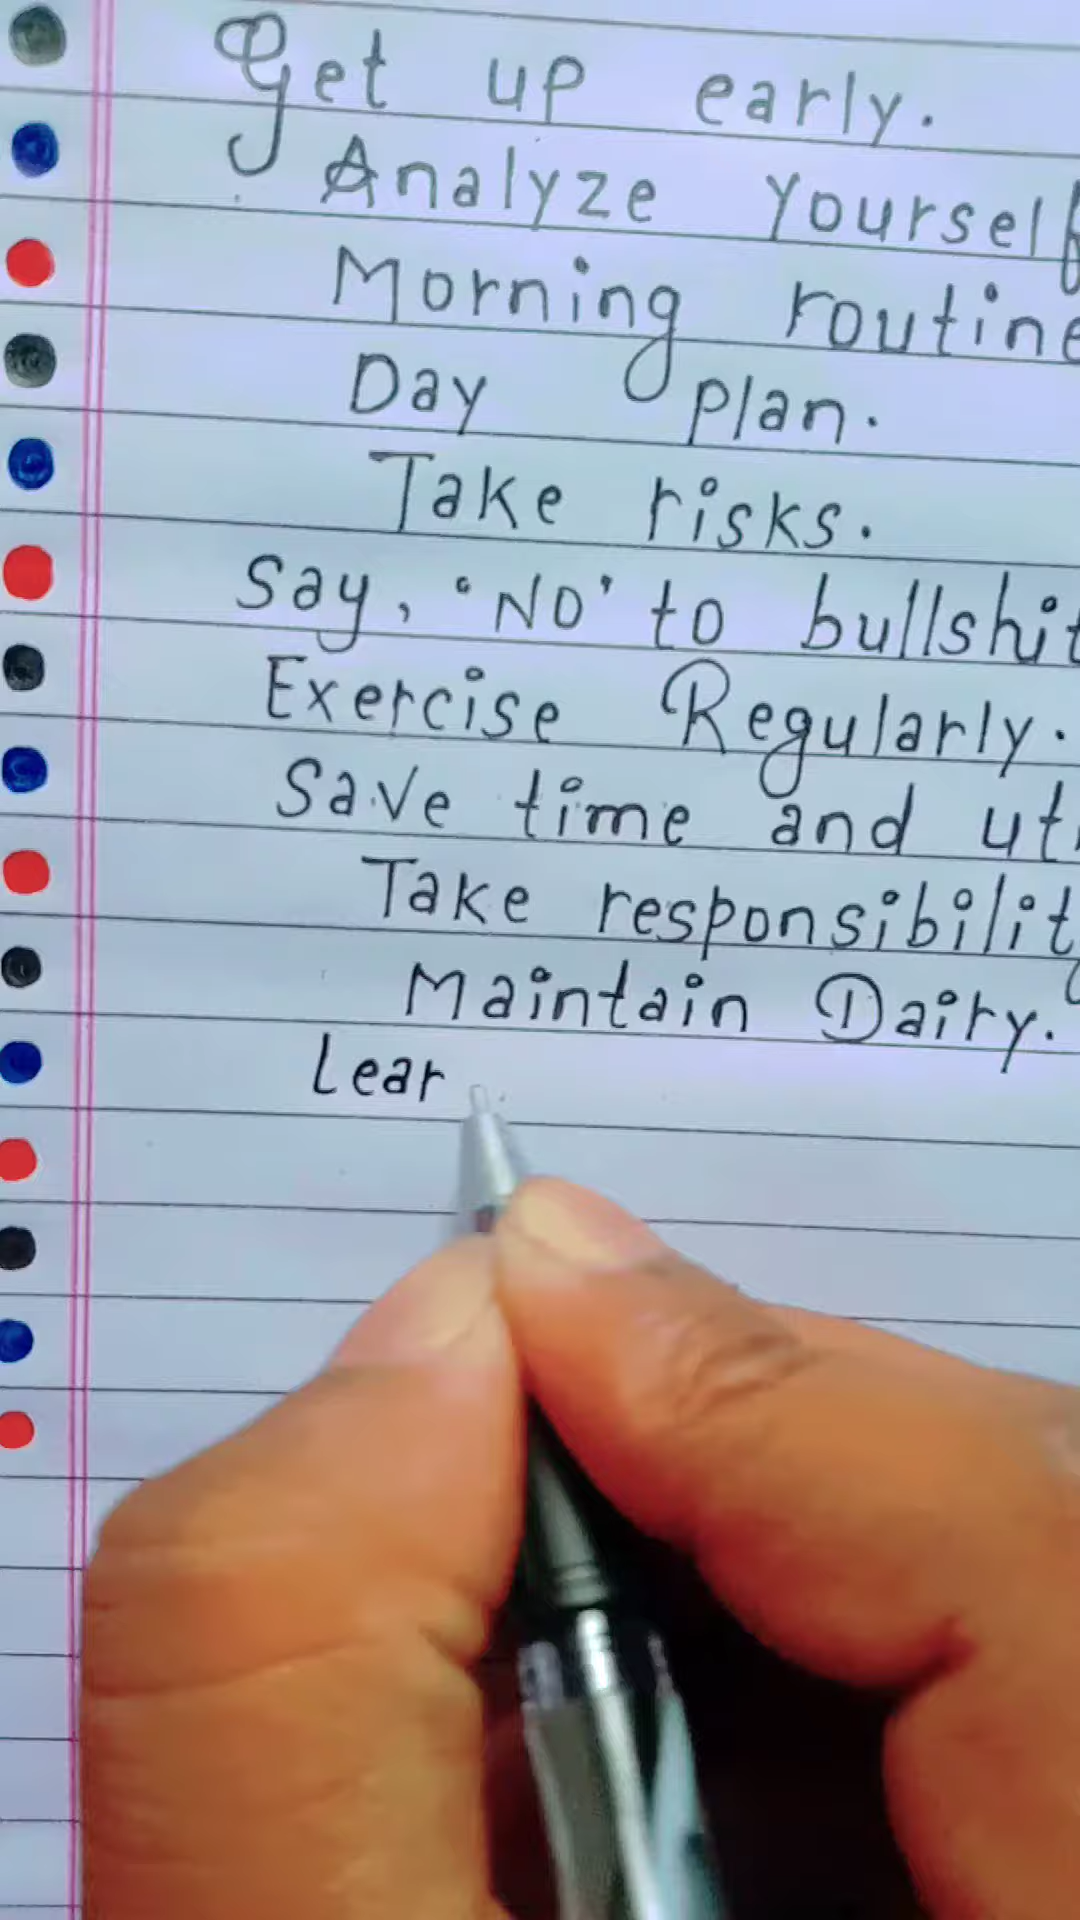 Get up early.
Analyze yourself
Morning routine
Day plan.
Take risks.
Say, 'NO' to bullshit
Exercise Regularly.
Save time and uti
Take responsibility
Maintain Dairy.
Lear